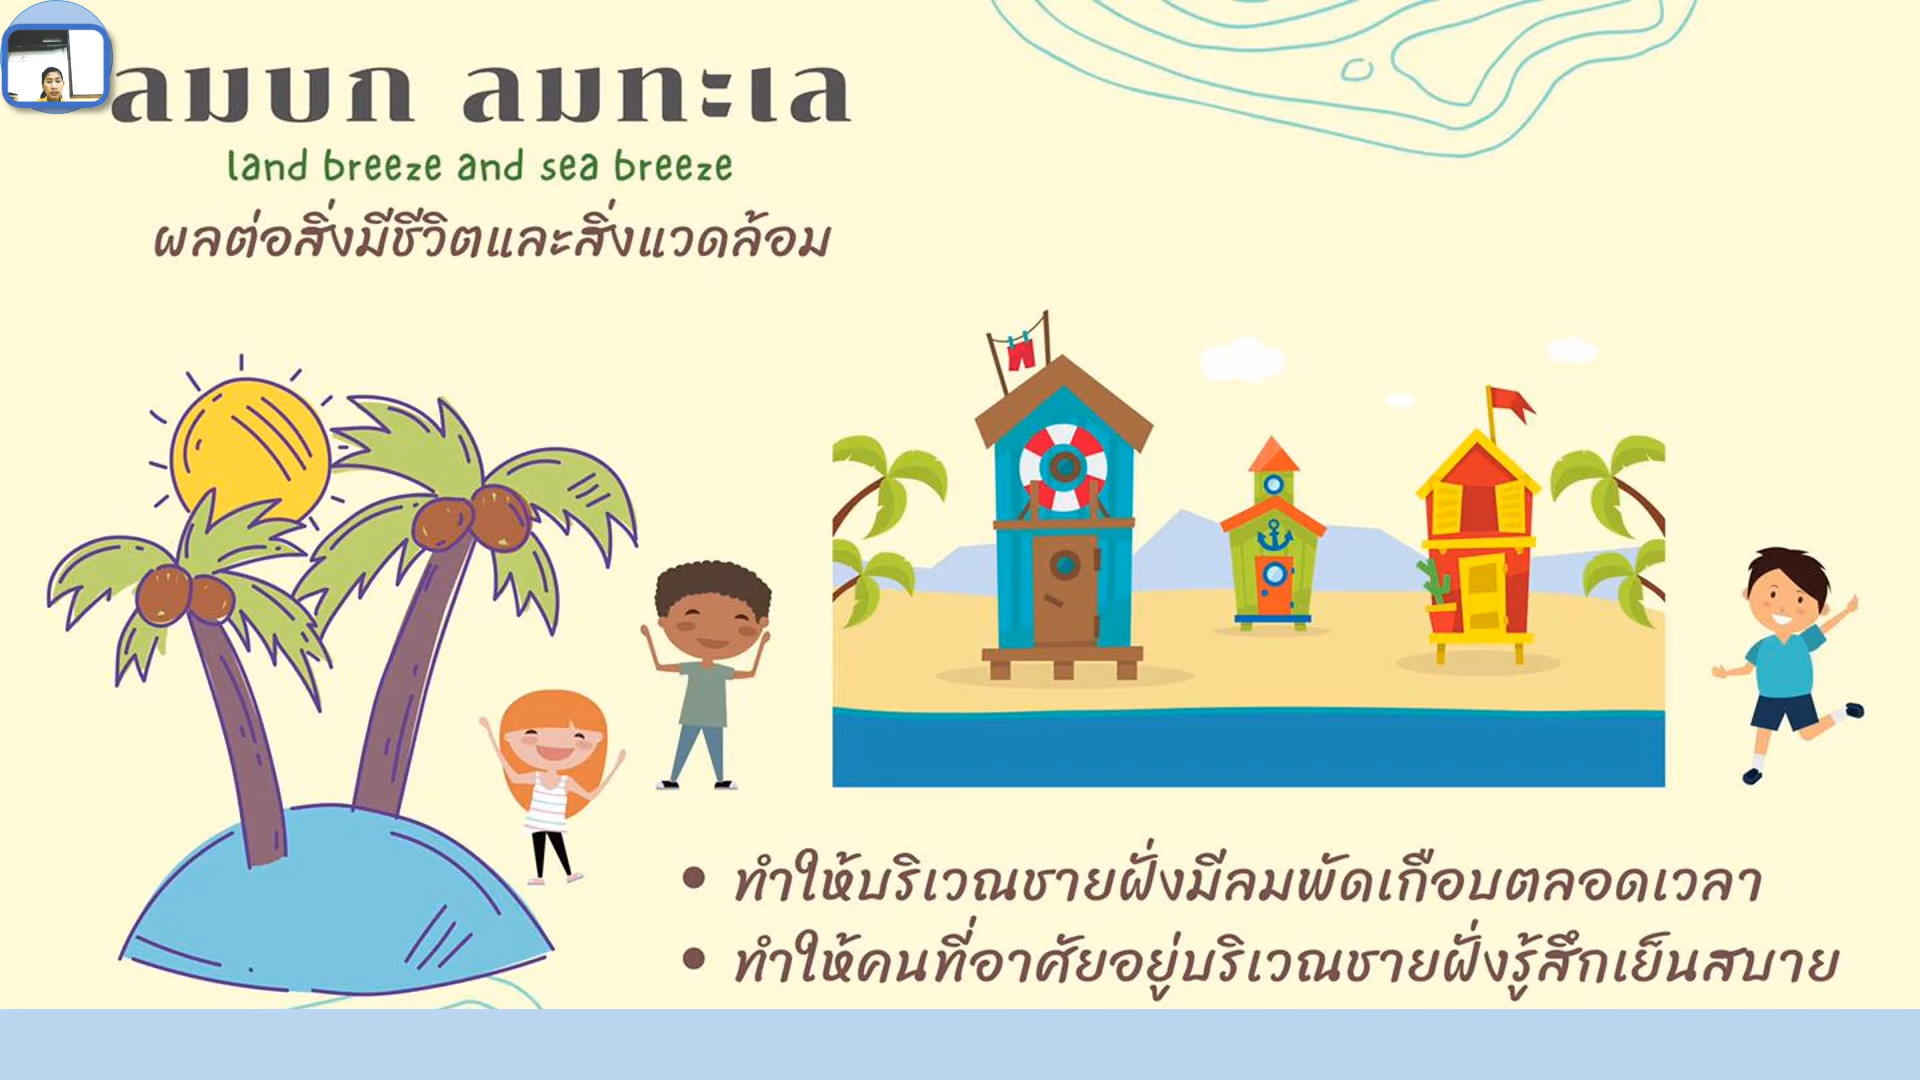 ลมบก ลมทะเล
land breeze and sea breeze
ผลต่อสิ่งมีชีวิตและสิ่งแวดล้อม
• ทำให้บริเวณชายฝั่งมีลมพัดเกือบตลอดเวลา
• ทำให้คนที่อาศัยอยู่บริเวณชายฝั่งรู้สึกเย็นสบาย